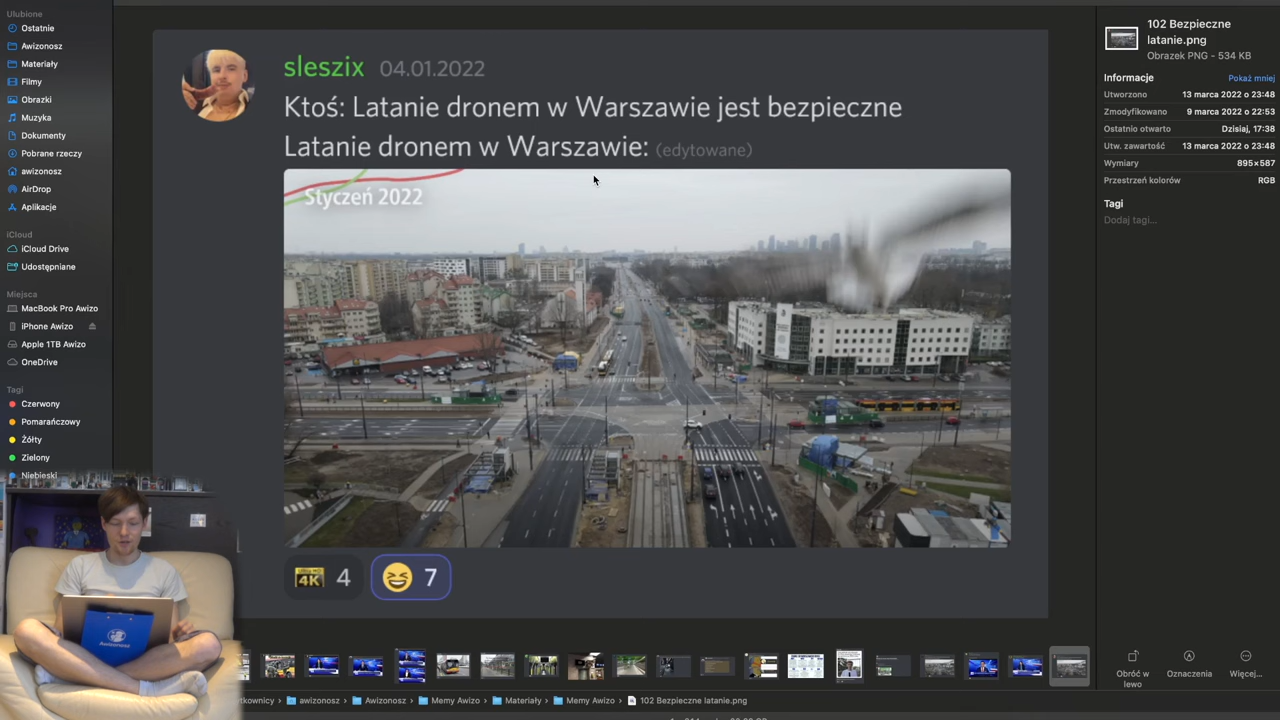 Ulubione
Ostatnie
Awizonosz
Materiały
Filmy
Obrazki
Muzyka
Dokumenty
Pobrane rzeczy
awizonosz
AirDrop
Aplikacje
iCloud
iCloud Drive
Udostępniane
Miejsca
MacBook Pro Awizo
iPhone Awizo
Apple 1TB Awizo
OneDrive
Tagi
Czerwony
Pomarańczowy
Żółty
Zielony
Niebieski
sleszix 04.01.2022
Ktoś: Latanie dronem w Warszawie jest bezpieczne
Latanie dronem w Warszawie: (edytowane)
Styczeń 2022
4K 4 7
Awizonosz
102 Bezpieczne
latanie.png
Obrazek PNG – 534 KB
Informacje Pokaż mniej
Utworzono 13 marca 2022 o 23:48
Zmodyfikowano 9 marca 2022 o 22:53
Ostatnio otwarto Dzisiaj, 17:38
Utw. zawartość 13 marca 2022 o 23:48
Wymiary 895×587
Przestrzeń kolorów RGB
Tagi
Dodaj tagi...
Obróć w lewo
Oznaczenia
Więcej...
awizonosz › Awizonosz › Memy Awizo › Materiały › Memy Awizo › 102 Bezpieczne latanie.png